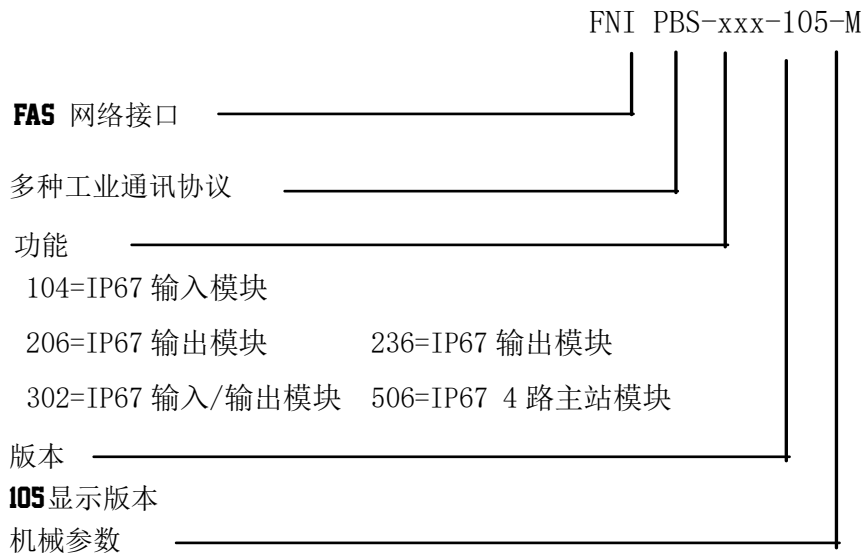 FNI PBS-xxx-105-M
FAS 网络接口
多种工业通讯协议
功能
104=IP67 输入模块
206=IP67 输出模块 236=IP67 输出模块
302=IP67 输入/输出模块 506=IP67 4 路主站模块
版本
105显示版本
机械参数